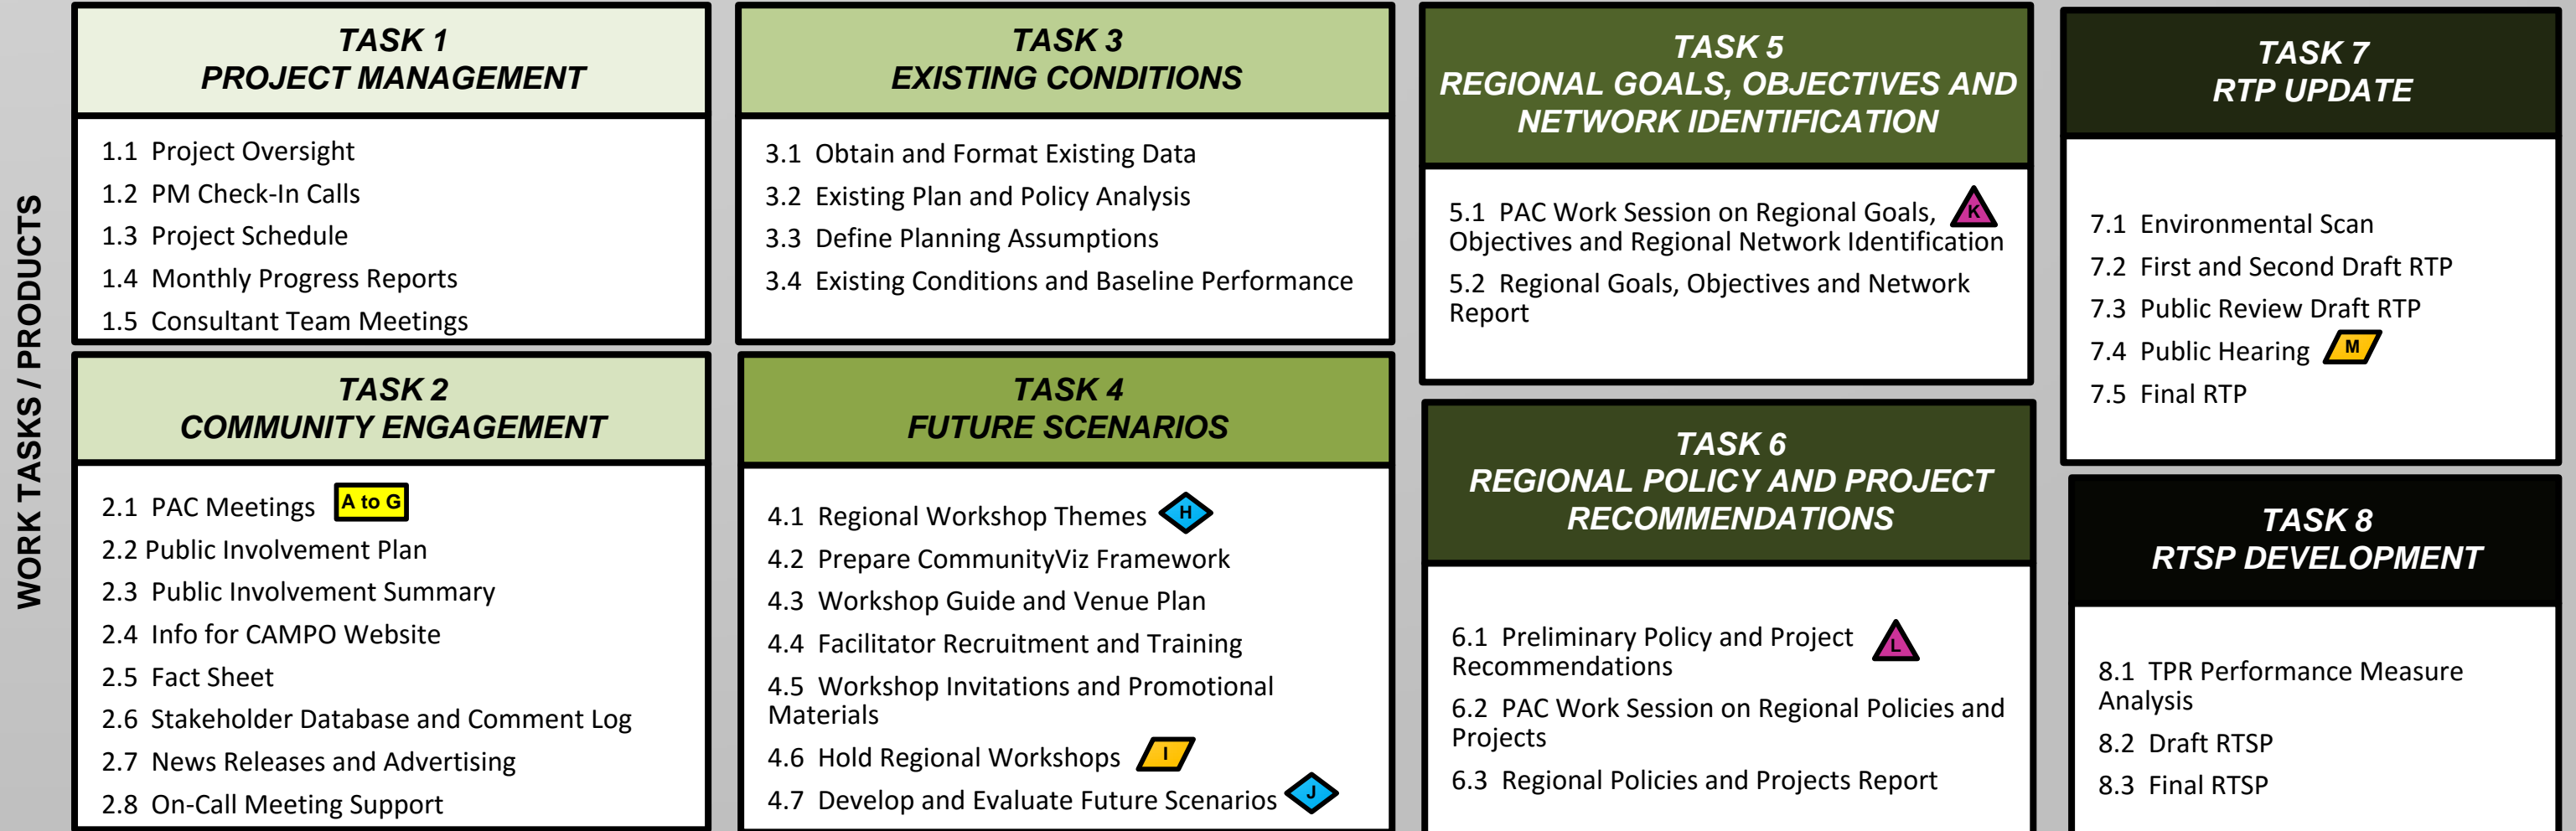 WORK TASKS / PRODUCTS
TASK 1
PROJECT MANAGEMENT
1.1 Project Oversight
1.2 PM Check-In Calls
1.3 Project Schedule
1.4 Monthly Progress Reports
1.5 Consultant Team Meetings
TASK 2
COMMUNITY ENGAGEMENT
2.1 PAC Meetings A to G
2.2 Public Involvement Plan
2.3 Public Involvement Summary
2.4 Info for CAMPO Website
2.5 Fact Sheet
2.6 Stakeholder Database and Comment Log
2.7 News Releases and Advertising
2.8 On-Call Meeting Support
TASK 3
EXISTING CONDITIONS
3.1 Obtain and Format Existing Data
3.2 Existing Plan and Policy Analysis
3.3 Define Planning Assumptions
3.4 Existing Conditions and Baseline Performance
TASK 4
FUTURE SCENARIOS
4.1 Regional Workshop Themes H
4.2 Prepare CommunityViz Framework
4.3 Workshop Guide and Venue Plan
4.4 Facilitator Recruitment and Training
4.5 Workshop Invitations and Promotional
Materials
4.6 Hold Regional Workshops I
4.7 Develop and Evaluate Future Scenarios J
TASK 5
REGIONAL GOALS, OBJECTIVES AND
NETWORK IDENTIFICATION
5.1 PAC Work Session on Regional Goals, K
Objectives and Regional Network Identification
5.2 Regional Goals, Objectives and Network
Report
TASK 6
REGIONAL POLICY AND PROJECT
RECOMMENDATIONS
6.1 Preliminary Policy and Project L
Recommendations
6.2 PAC Work Session on Regional Policies and
Projects
6.3 Regional Policies and Projects Report
TASK 7
RTP UPDATE
7.1 Environmental Scan
7.2 First and Second Draft RTP
7.3 Public Review Draft RTP
7.4 Public Hearing M
7.5 Final RTP
TASK 8
RTSP DEVELOPMENT
8.1 TPR Performance Measure
Analysis
8.2 Draft RTSP
8.3 Final RTSP